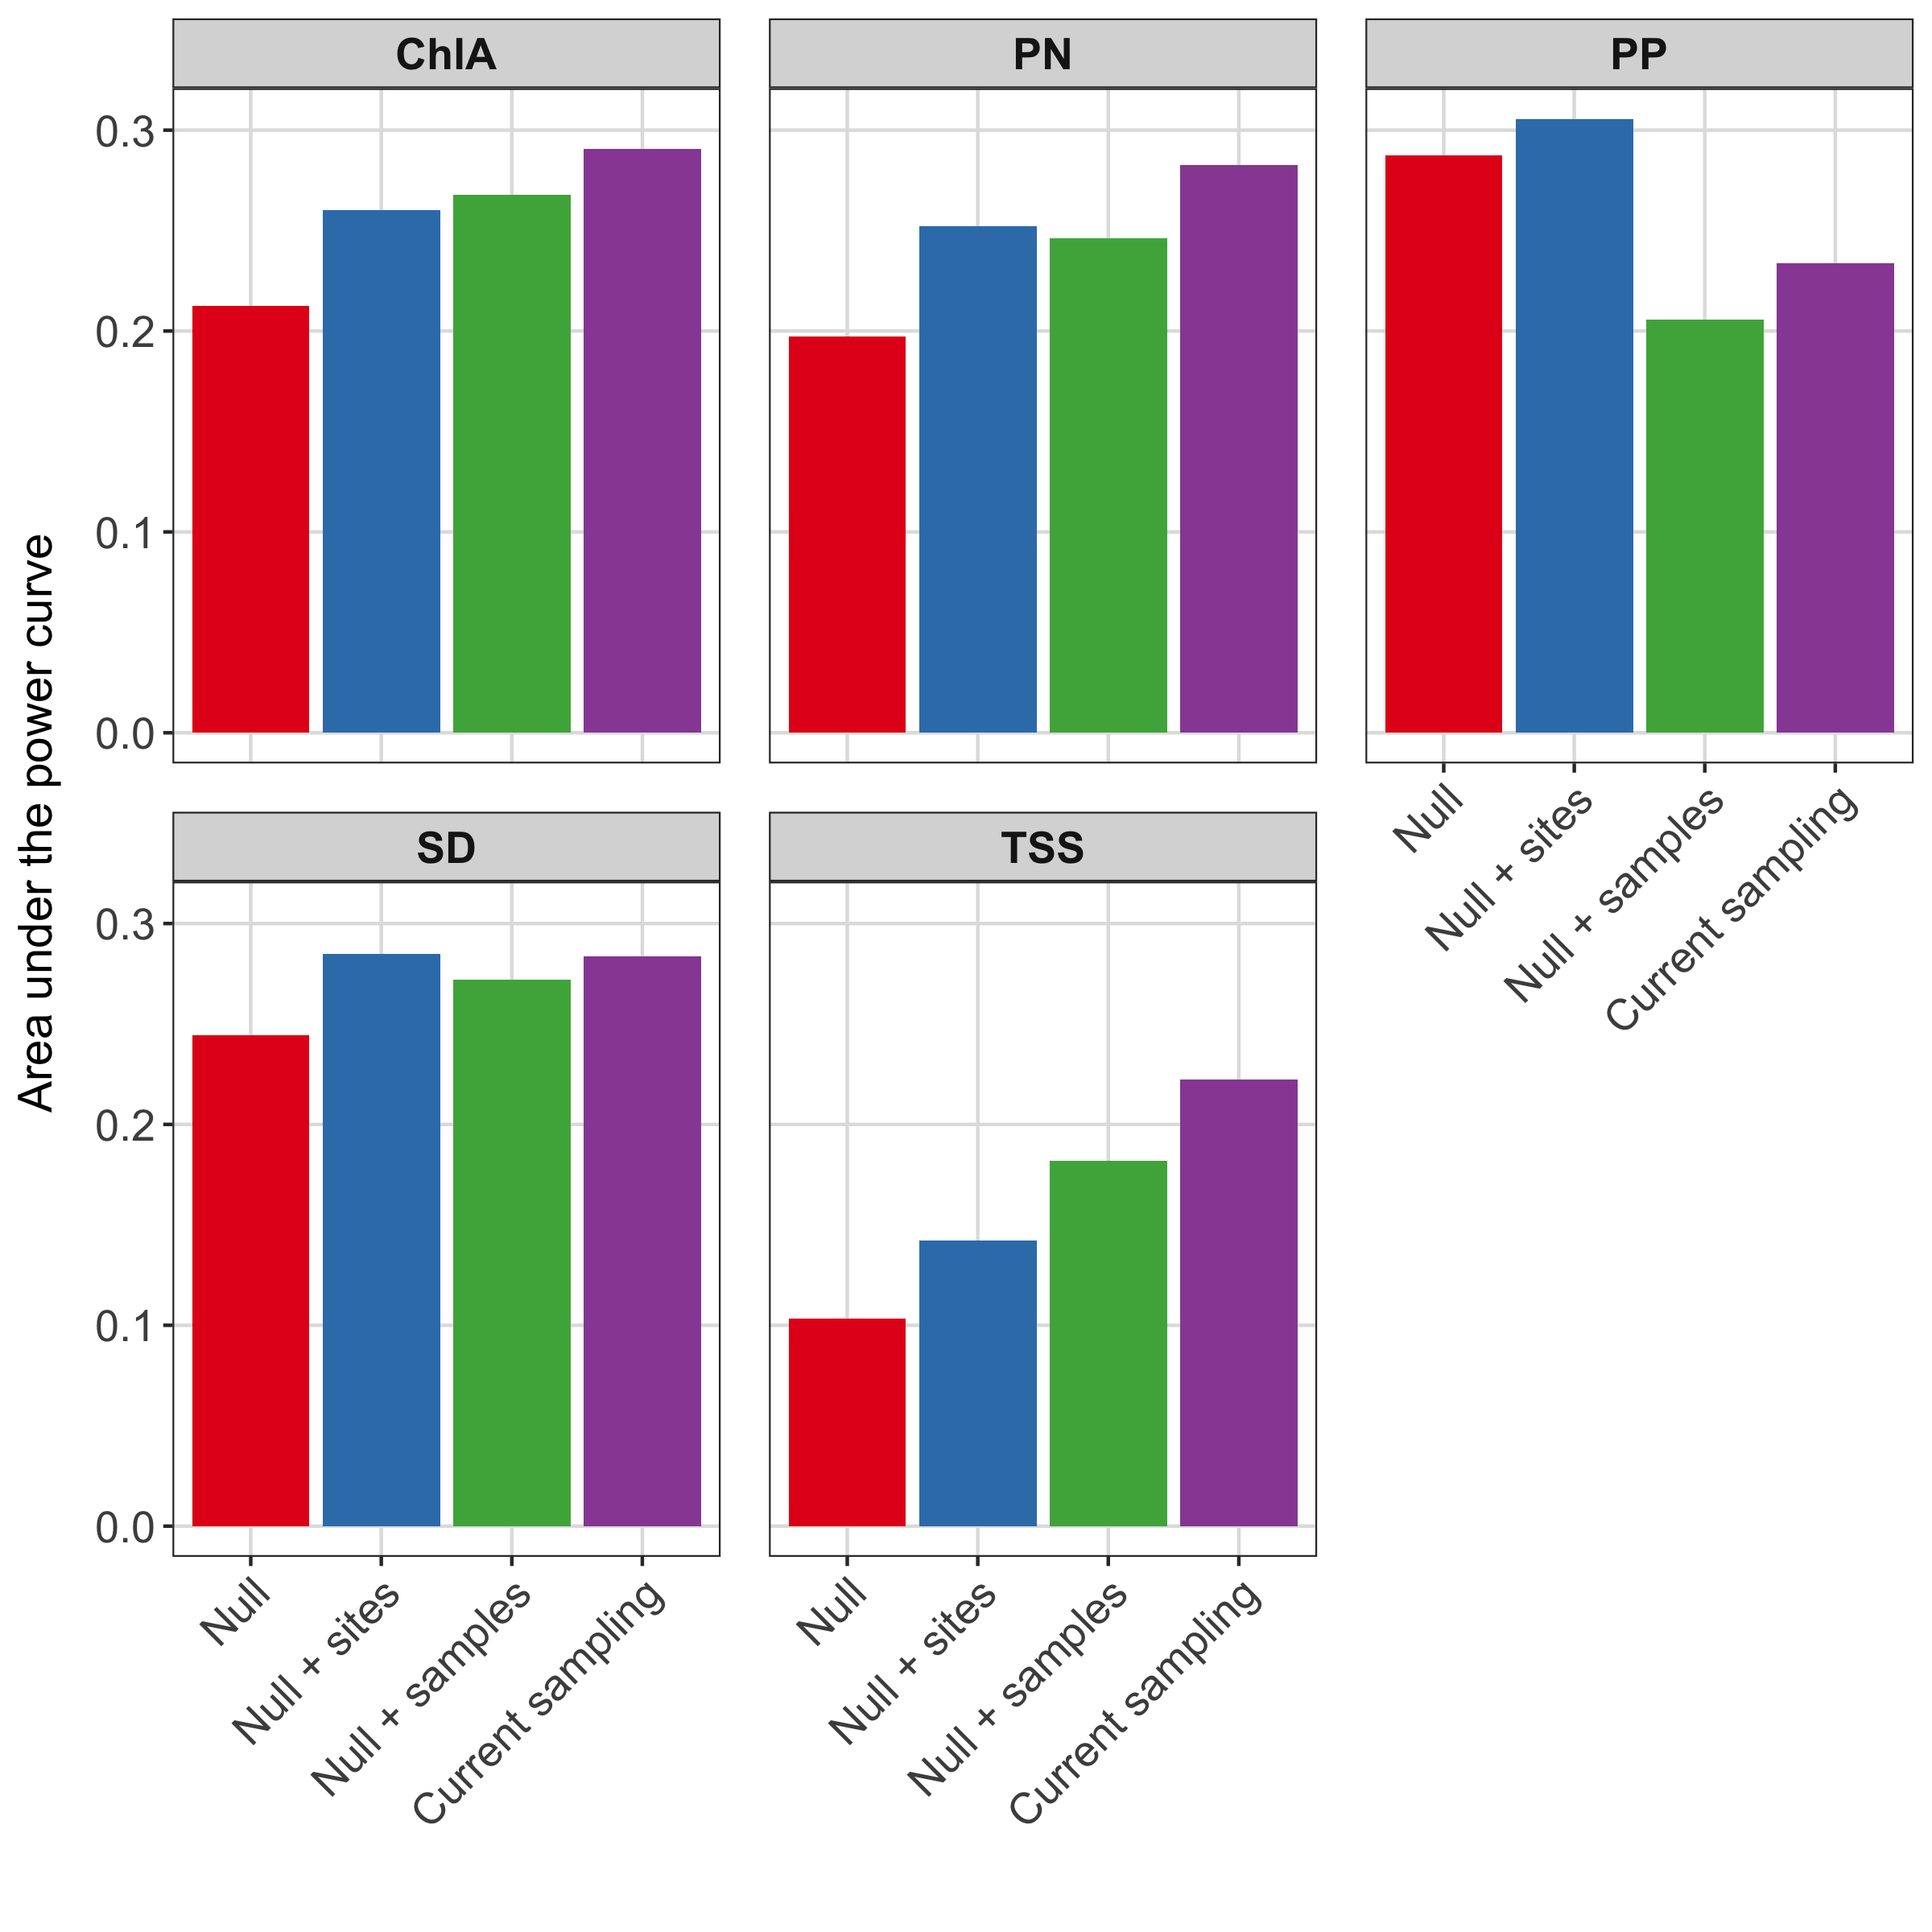 ChlA
PN
PP
0.3
0.2
0.1
0.0
Null
Null + sites
Null + samples
Current sampling
Area under the power curve
SD
TSS
0.3
0.2
0.1
0.0
Null
Null + sites
Null + samples
Current sampling
Null
Null + sites
Null + samples
Current sampling